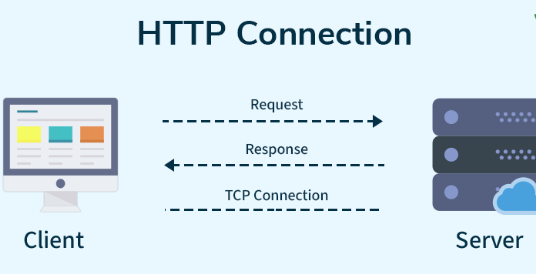 HTTP Connection
Request
Response
TCP Connection
Client
Server